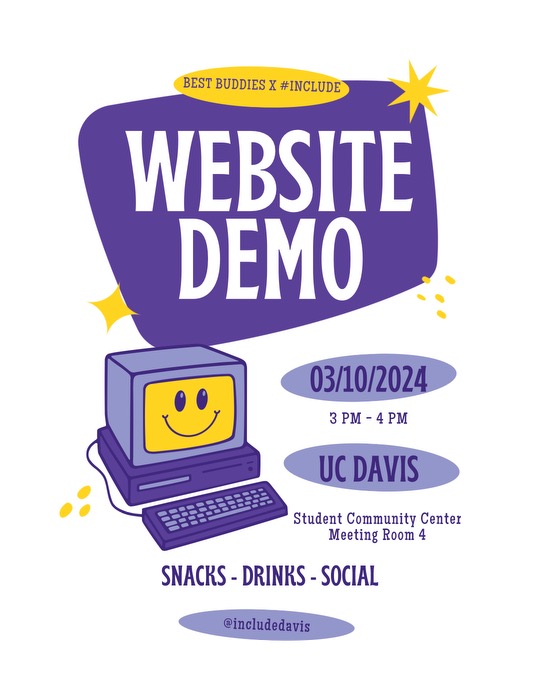 BEST BUDDIES X #INCLUDE
WEBSITE
DEMO
03/10/2024
3 PM - 4 PM
UC DAVIS
Student Community Center
Meeting Room 4
SNACKS - DRINKS - SOCIAL
@includedavis